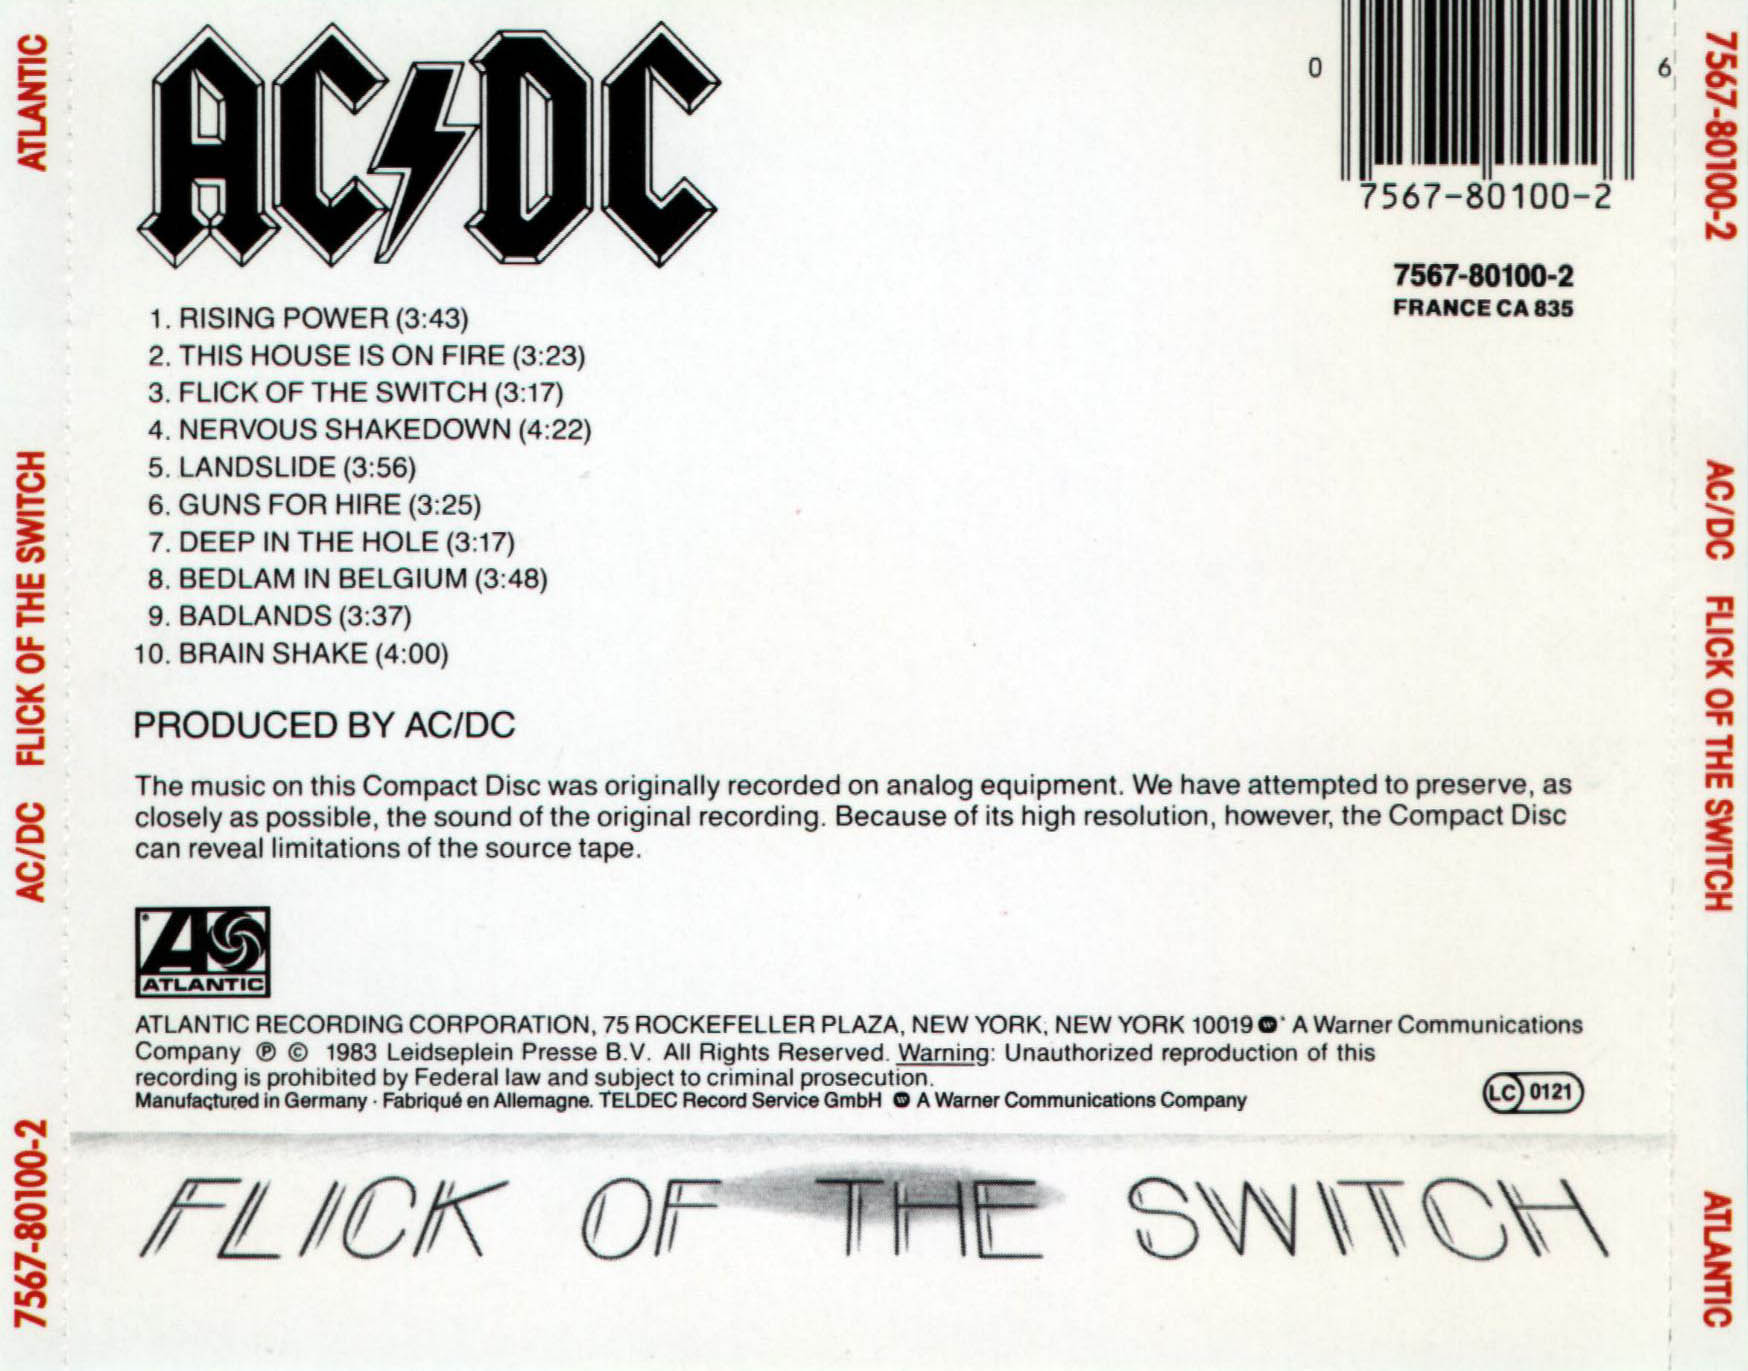 AC/DC
0 6
7567-80100-2
7567-80100-2
FRANCE CA 835
1. RISING POWER (3:43)
2. THIS HOUSE IS ON FIRE (3:23)
3. FLICK OF THE SWITCH (3:17)
4. NERVOUS SHAKEDOWN (4:22)
5. LANDSLIDE (3:56)
6. GUNS FOR HIRE (3:25)
7. DEEP IN THE HOLE (3:17)
8. BEDLAM IN BELGIUM (3:48)
9. BADLANDS (3:37)
10. BRAIN SHAKE (4:00)
PRODUCED BY AC/DC
The music on this Compact Disc was originally recorded on analog equipment. We have attempted to preserve, as
closely as possible, the sound of the original recording. Because of its high resolution, however, the Compact Disc
can reveal limitations of the source tape.
ATLANTIC
ATLANTIC RECORDING CORPORATION, 75 ROCKEFELLER PLAZA, NEW YORK, NEW YORK 10019 A Warner Communications
Company ℗ © 1983 Leidseplein Presse B.V. All Rights Reserved. Warning: Unauthorized reproduction of this
recording is prohibited by Federal law and subject to criminal prosecution.
Manufactured in Germany · Fabriqué en Allemagne. TELDEC Record Service GmbH A Warner Communications Company
LC 0121
FLICK OF THE SWITCH
7567-80100-2 AC/DC FLICK OF THE SWITCH ATLANTIC
7567-80100-2 AC/DC FLICK OF THE SWITCH ATLANTIC